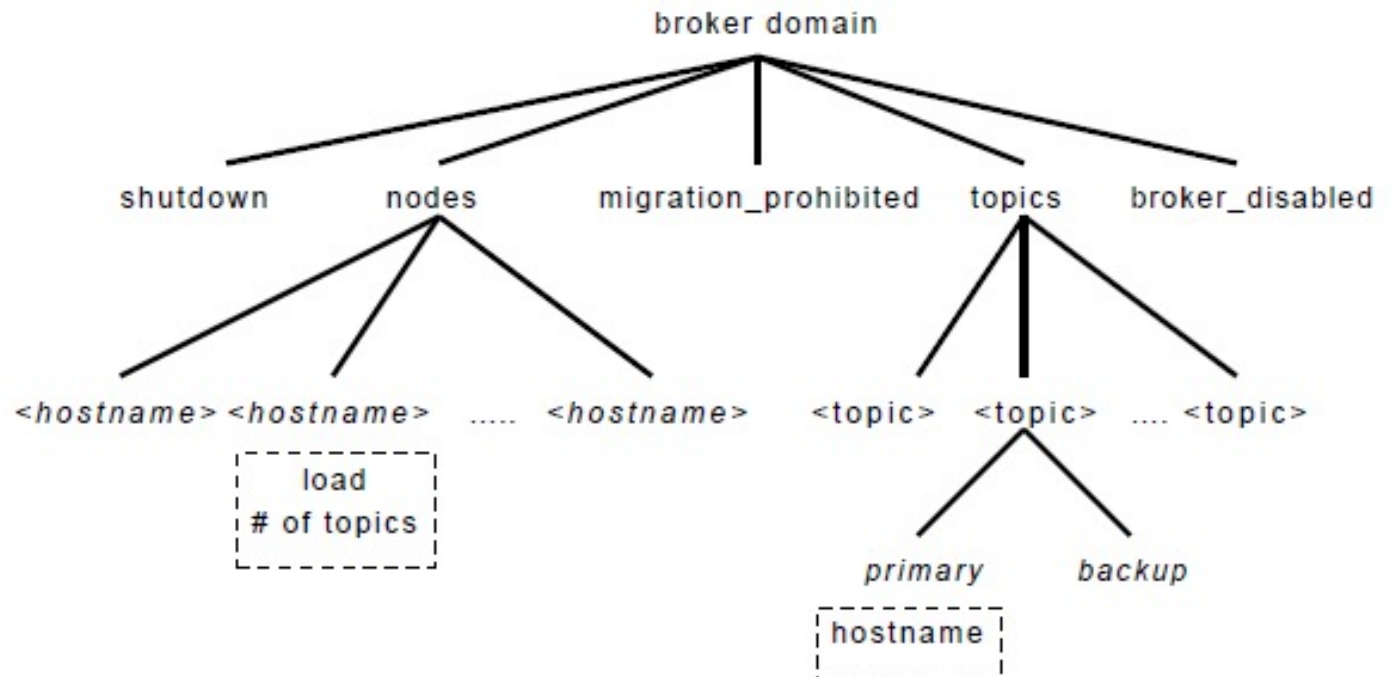 broker domain
shutdown nodes migration_prohibited topics broker_disabled
<hostname> <hostname> ..... <hostname> <topic> <topic> .... <topic>
load
# of topics
primary backup
hostname